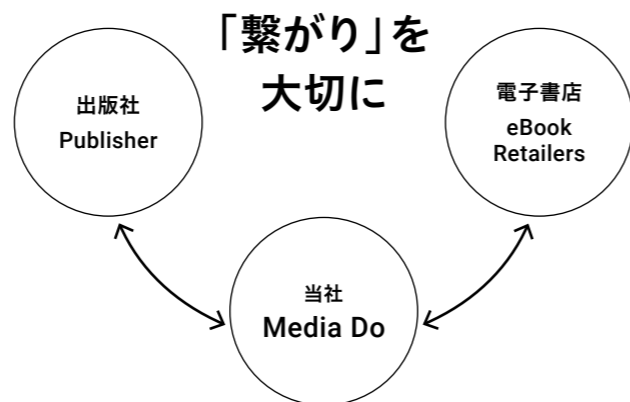 「繋がり」を
大切に
出版社
Publisher
電子書店
eBook
Retailers
当社
Media Do